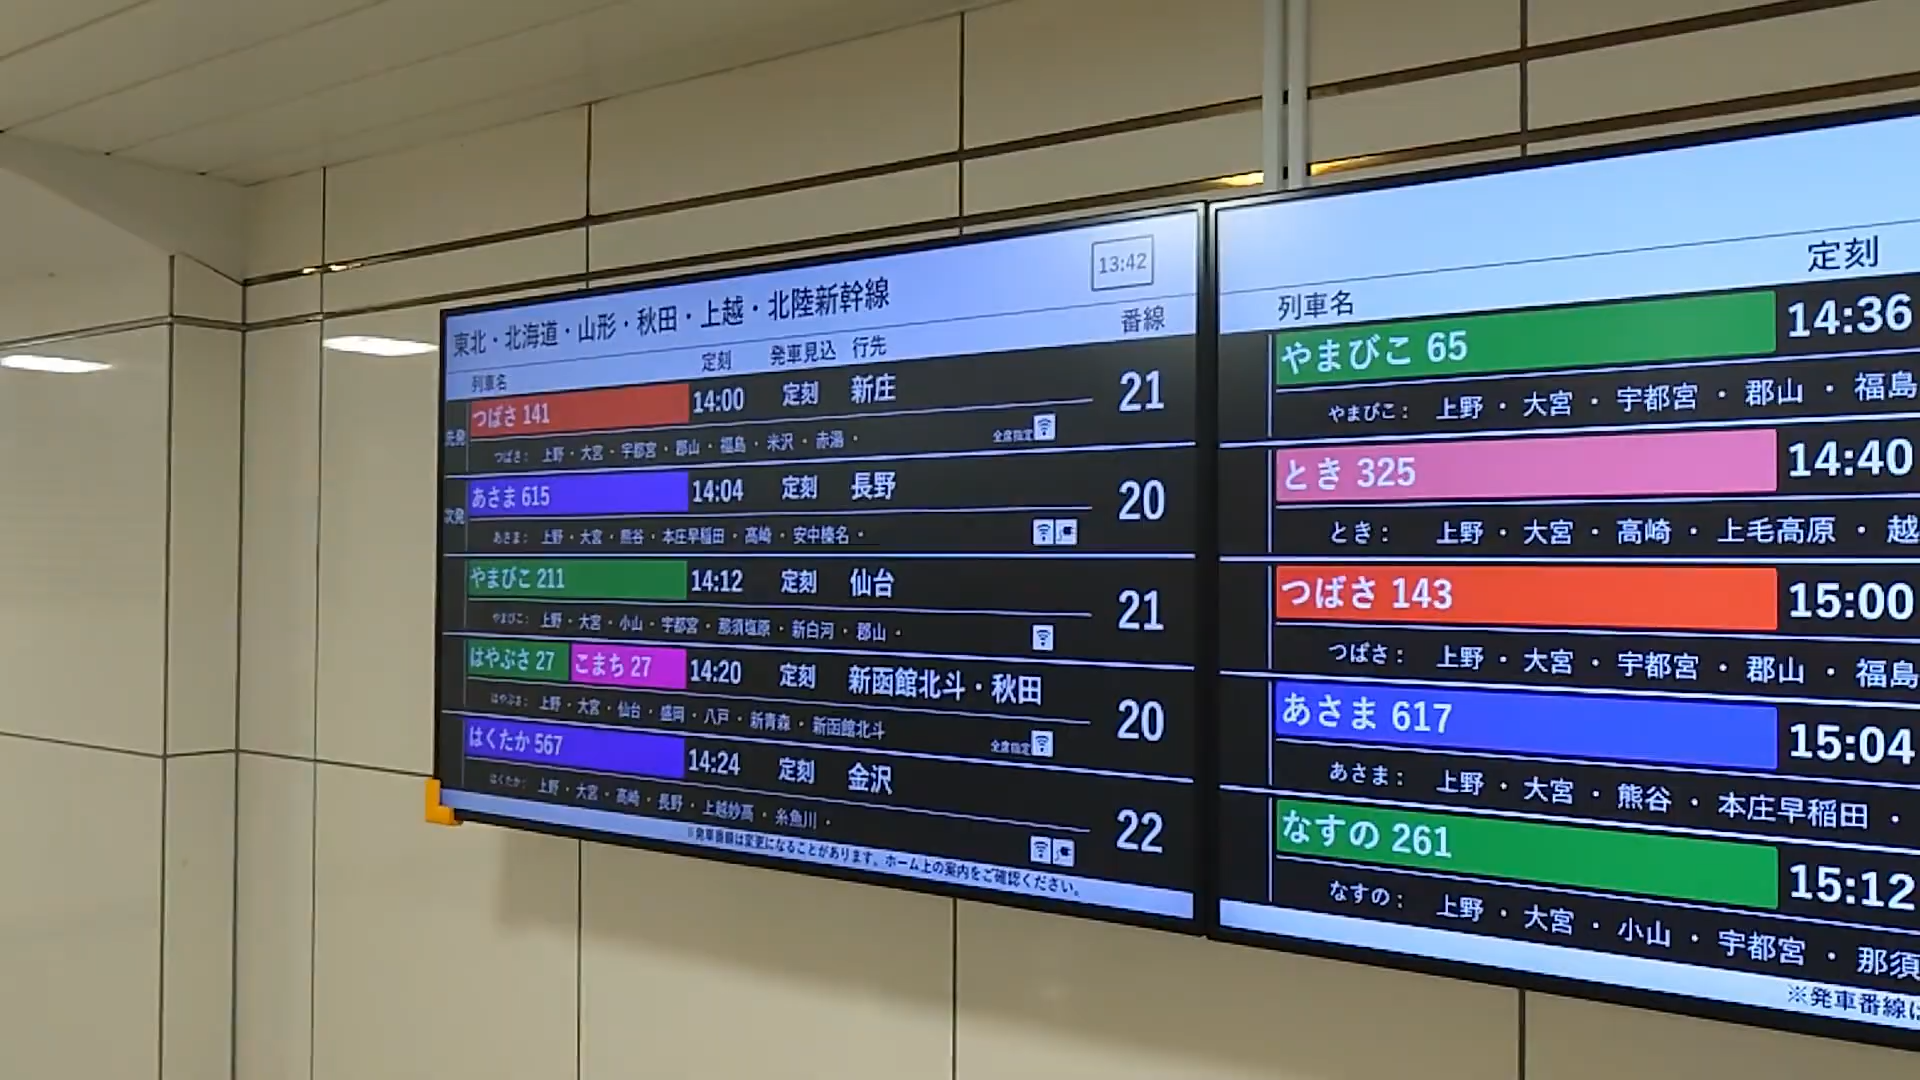 東北・北海道・山形・秋田・上越・北陸新幹線
13:42
列車名 定刻 発車見込 行先 番線
先発 つばさ 141 14:00 定刻 新庄 21
つばさ： 上野・大宮・宇都宮・郡山・福島・米沢・赤湯・ 全席指定
次発 あさま 615 14:04 定刻 長野 20
あさま： 上野・大宮・熊谷・本庄早稲田・高崎・安中榛名・
やまびこ 211 14:12 定刻 仙台 21
やまびこ： 上野・大宮・小山・宇都宮・那須塩原・新白河・郡山・
はやぶさ 27 こまち 27 14:20 定刻 新函館北斗・秋田 20
はやぶさ： 上野・大宮・仙台・盛岡・八戸・新青森・新函館北斗 全席指定
はくたか 567 14:24 定刻 金沢 22
はくたか： 上野・大宮・高崎・長野・上越妙高・糸魚川・
※発車番線は変更になることがあります。ホーム上の案内をご確認ください。
列車名 定刻
やまびこ 65 14:36
やまびこ： 上野・大宮・宇都宮・郡山・福島
とき 325 14:40
とき： 上野・大宮・高崎・上毛高原・越
つばさ 143 15:00
つばさ： 上野・大宮・宇都宮・郡山・福島
あさま 617 15:04
あさま： 上野・大宮・熊谷・本庄早稲田・
なすの 261 15:12
なすの： 上野・大宮・小山・宇都宮・那須
※発車番線は